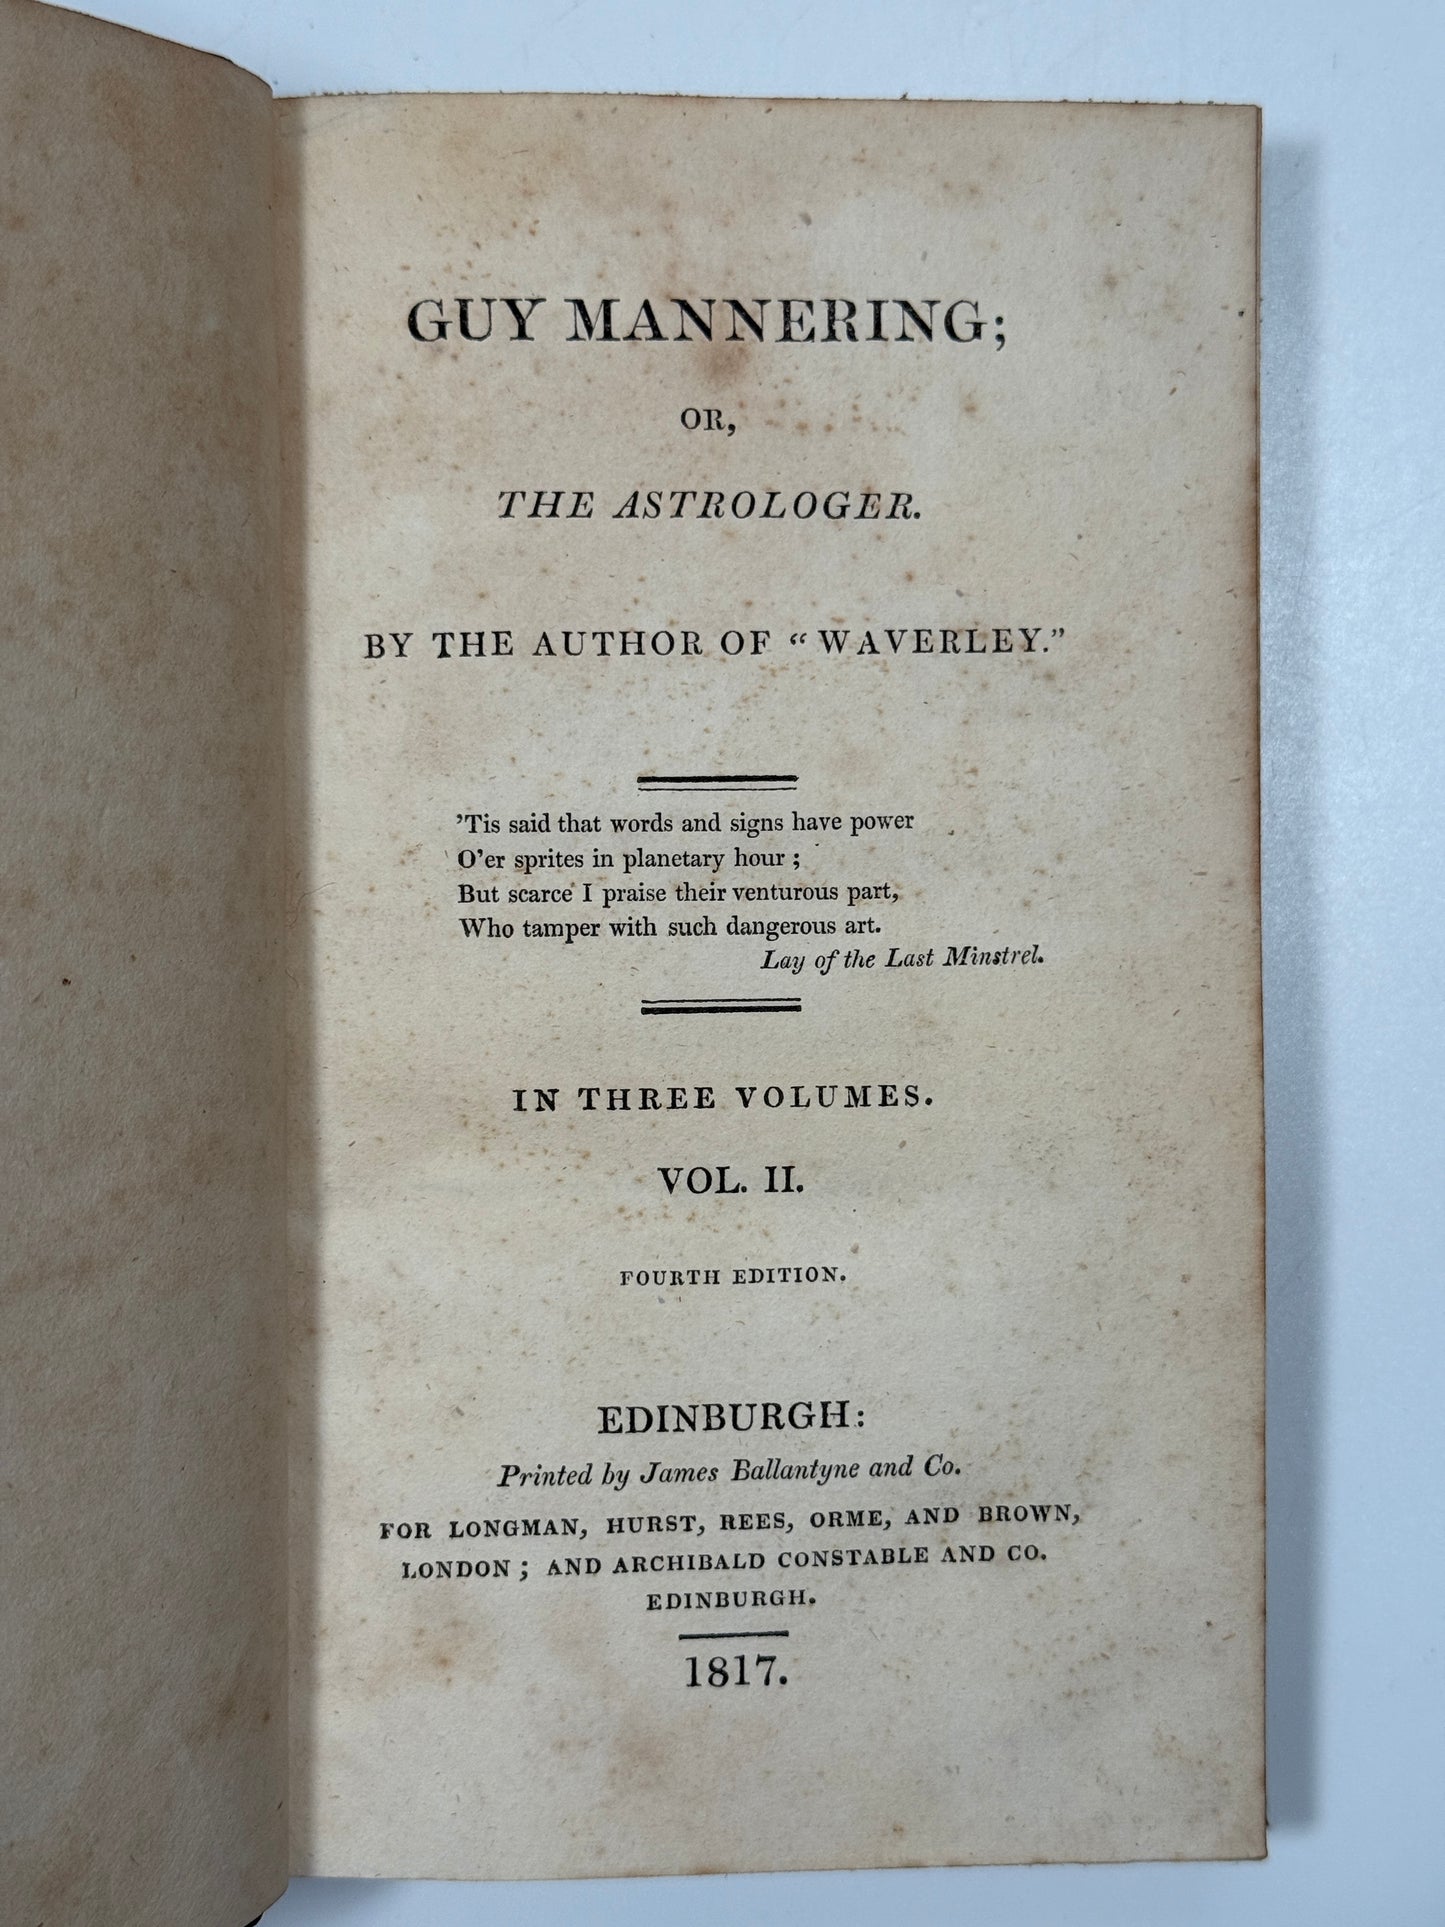 GUY MANNERING;
OR,
THE ASTROLOGER.
BY THE AUTHOR OF “WAVERLEY.”
’Tis said that words and signs have power
O’er sprites in planetary hour ;
But scarce I praise their venturous part,
Who tamper with such dangerous art.
Lay of the Last Minstrel.
IN THREE VOLUMES.
VOL. II.
FOURTH EDITION.
EDINBURGH:
Printed by James Ballantyne and Co.
FOR LONGMAN, HURST, REES, ORME, AND BROWN,
LONDON ; AND ARCHIBALD CONSTABLE AND CO.
EDINBURGH.
1817.